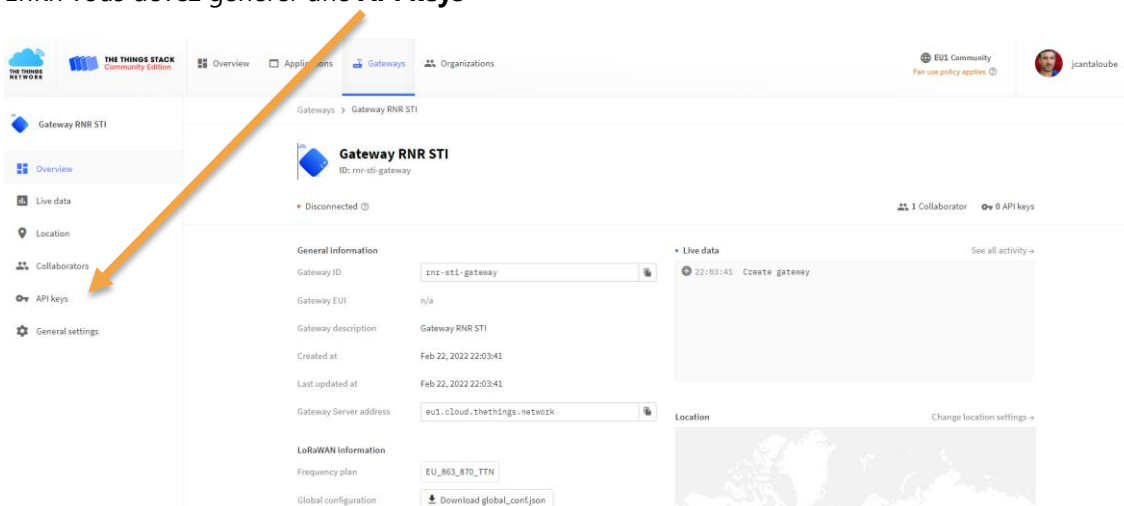 Enfin vous devez générer une API keys
THE THINGS NETWORK
THE THINGS STACK
Community Edition
Overview
Applications
Gateways
Organizations
EU1 Community
Fair use policy applies
jcantaloube
Gateway RNR STI
Overview
Live data
Location
Collaborators
API keys
General settings
Gateways > Gateway RNR STI
Gateway RNR STI
ID: rnr-sti-gateway
Disconnected
1 Collaborator
0 API keys
General information
Gateway ID rnr-sti-gateway
Gateway EUI n/a
Gateway description Gateway RNR STI
Created at Feb 22, 2022 22:03:41
Last updated at Feb 22, 2022 22:03:41
Gateway Server address eu1.cloud.thethings.network
LoRaWAN information
Frequency plan EU_863_870_TTN
Global configuration Download global_conf.json
Live data See all activity →
22:03:41 Create gateway
Location Change location settings →